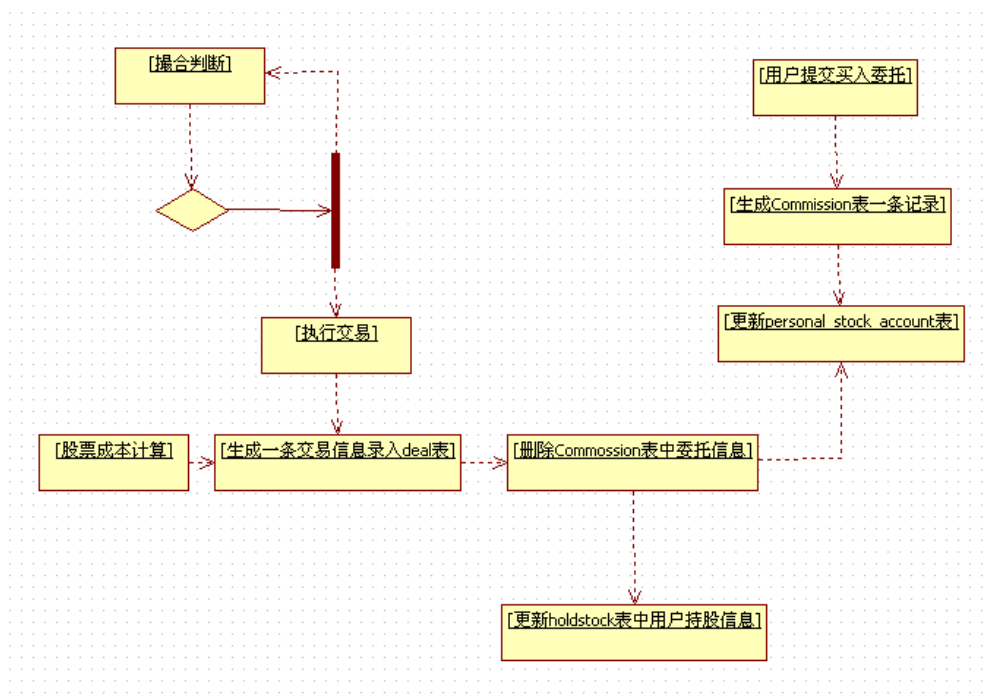 [撮合判断]
[用户提交买入委托]
[生成Commission表一条记录]
[更新personal_stock_account表]
[执行交易]
[股票成本计算]
[生成一条交易信息录入deal表]
[删除Commossion表中委托信息]
[更新holdstock表中用户持股信息]